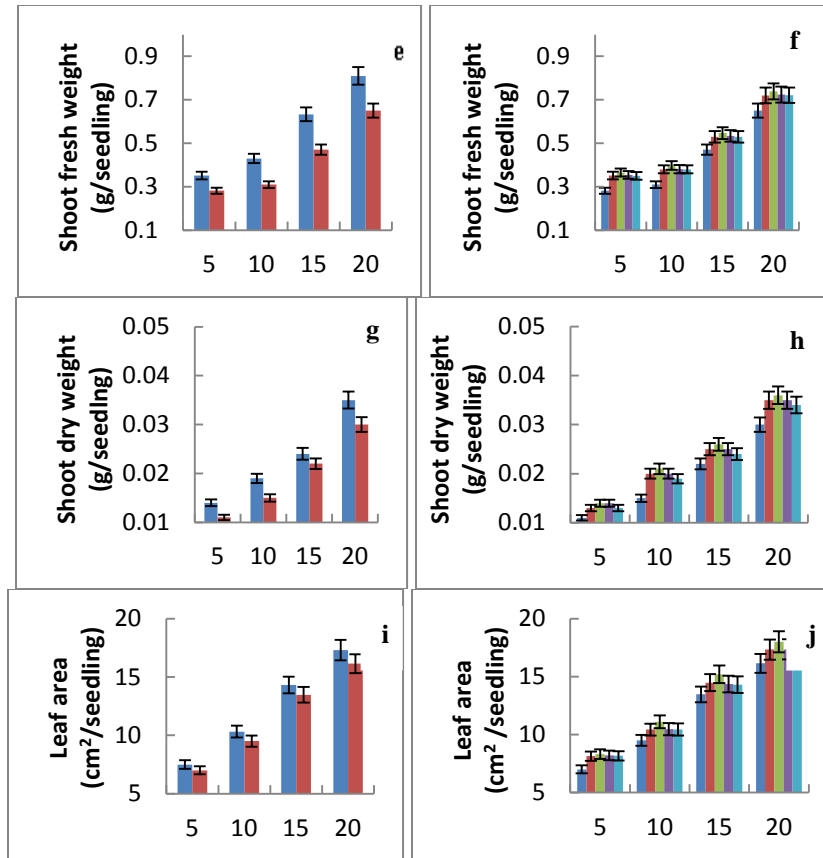 e
Shoot fresh weight
(g/seedling)
0.9
0.7
0.5
0.3
0.1
5 10 15 20
f
Shoot fresh weight
(g/seedling)
0.9
0.7
0.5
0.3
0.1
5 10 15 20
g
Shoot dry weight
(g/seedlng)
0.05
0.04
0.03
0.02
0.01
5 10 15 20
h
Shoot dry weight
(g/seedling)
0.05
0.04
0.03
0.02
0.01
5 10 15 20
i
Leaf area
(cm²/seedling)
20
15
10
5
5 10 15 20
j
Leaf area
(cm² /seedling)
20
15
10
5
5 10 15 20